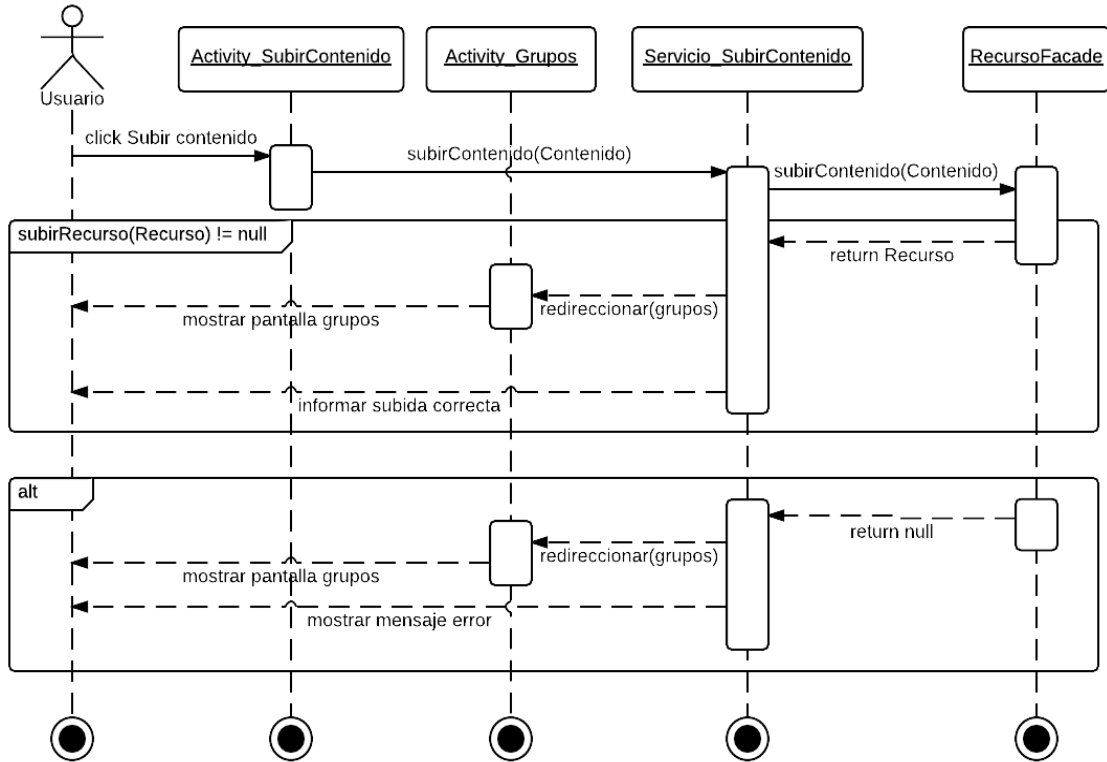 Usuario
Activity_SubirContenido
Activity_Grupos
Servicio_SubirContenido
RecursoFacade
click Subir contenido
subirContenido(Contenido)
subirContenido(Contenido)
subirRecurso(Recurso) != null
return Recurso
redireccionar(grupos)
mostrar pantalla grupos
informar subida correcta
alt
return null
redireccionar(grupos)
mostrar pantalla grupos
mostrar mensaje error